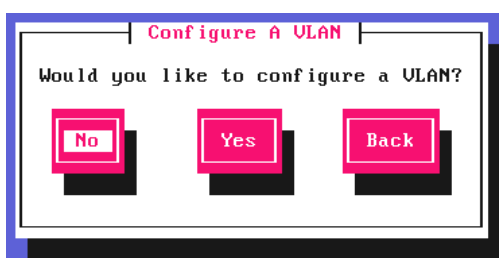 Configure A VLAN
Would you like to configure a VLAN?
No Yes Back